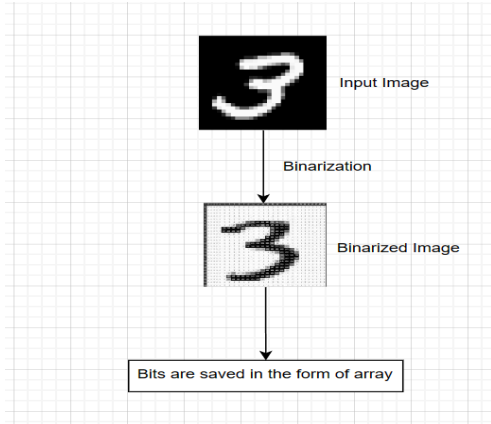 Input Image
Binarization
Binarized Image
Bits are saved in the form of array